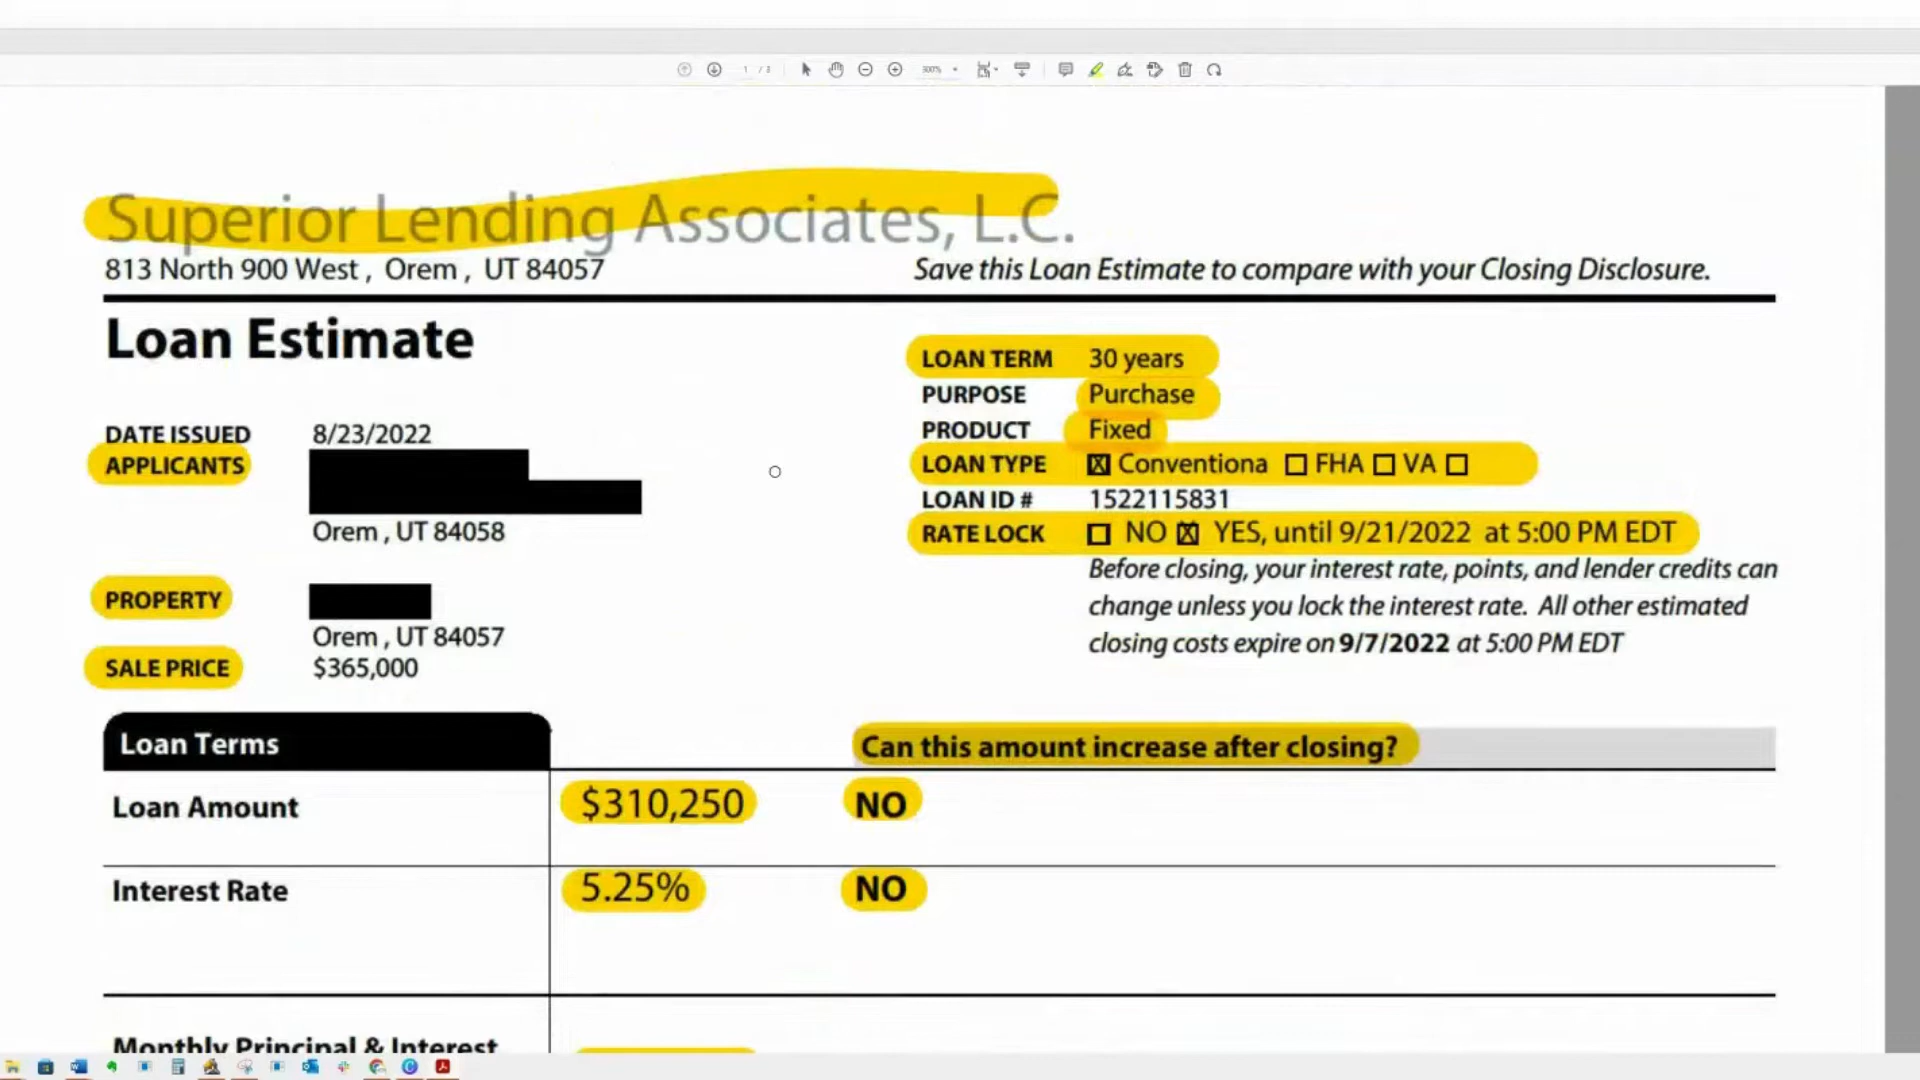 1 / 3
300%
Superior Lending Associates, L.C.
813 North 900 West , Orem , UT 84057
Save this Loan Estimate to compare with your Closing Disclosure.
Loan Estimate
LOAN TERM 30 years
PURPOSE Purchase
PRODUCT Fixed
LOAN TYPE ☒ Conventiona ☐ FHA ☐ VA ☐
LOAN ID # 1522115831
RATE LOCK ☐ NO ☒ YES, until 9/21/2022 at 5:00 PM EDT
Before closing, your interest rate, points, and lender credits can
change unless you lock the interest rate. All other estimated
closing costs expire on 9/7/2022 at 5:00 PM EDT
DATE ISSUED 8/23/2022
APPLICANTS
Orem , UT 84058
PROPERTY
Orem , UT 84057
SALE PRICE $365,000
Loan Terms
Can this amount increase after closing?
Loan Amount $310,250 NO
Interest Rate 5.25% NO
Monthly Principal & Interest